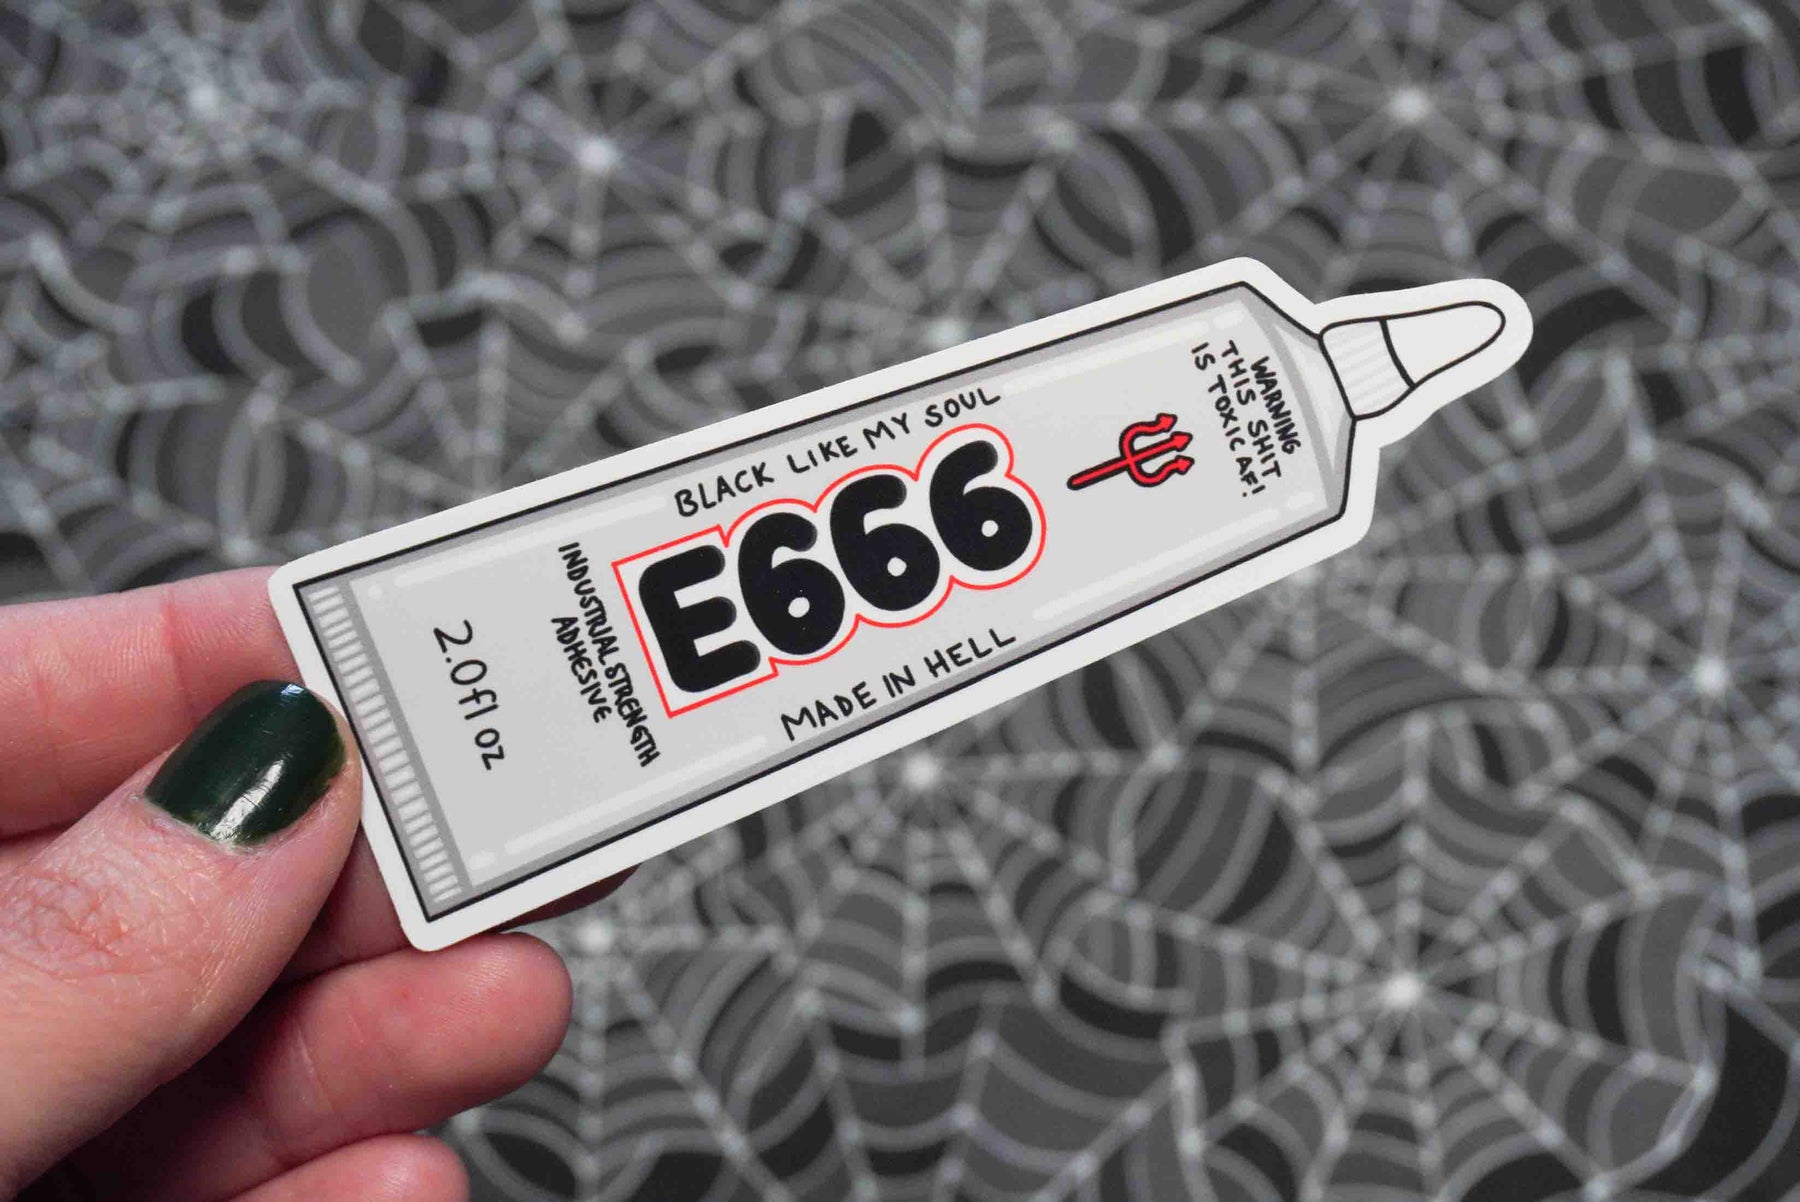 BLACK LIKE MY SOUL
E666
MADE IN HELL
INDUSTRIAL STRENGTH
ADHESIVE
2.0fl oz
WARNING
THIS SHIT
IS TOXIC AF!